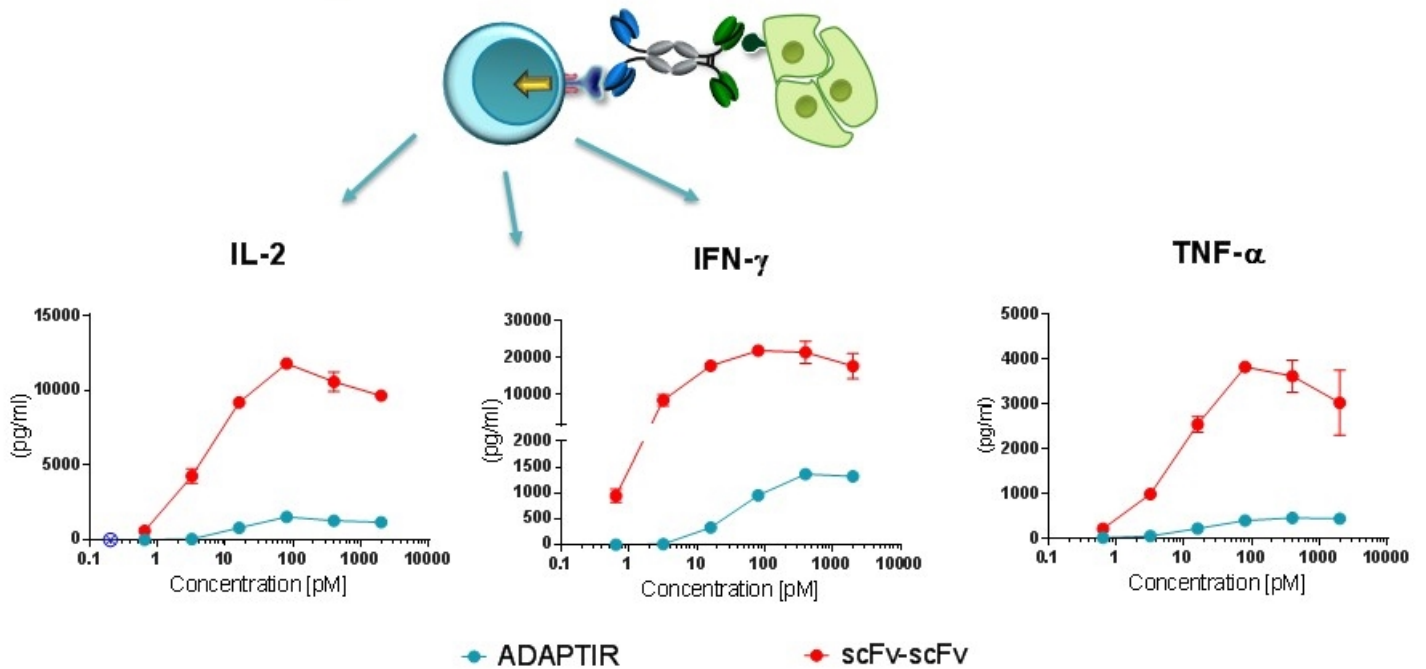 IL-2
IFN-γ
TNF-α
15000
10000
5000
0
(pg/ml)
0.1 1 10 100 1000 10000
Concentration [pM]
30000
20000
10000
2000
1500
1000
500
0
(pg/ml)
0.1 1 10 100 1000 10000
Concentration [pM]
5000
4000
3000
2000
1000
0
(pg/ml)
0.1 1 10 100 1000 10000
Concentration [pM]
ADAPTIR scFv-scFv